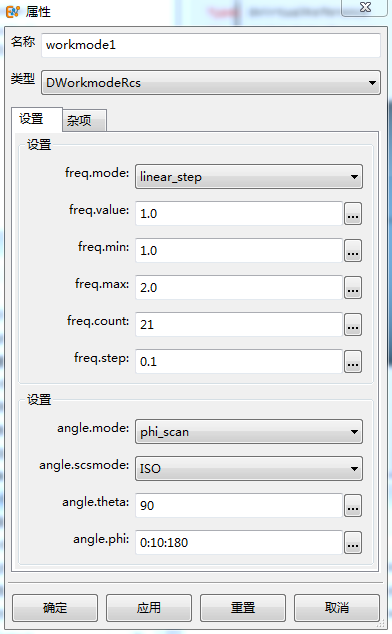 属性
名称 workmode1
类型 DWorkmodeRcs
设置 杂项
设置
freq.mode: linear_step
freq.value: 1.0 ...
freq.min: 1.0 ...
freq.max: 2.0 ...
freq.count: 21 ...
freq.step: 0.1 ...
设置
angle.mode: phi_scan
angle.scsmode: ISO
angle.theta: 90 ...
angle.phi: 0:10:180 ...
确定 应用 重置 取消